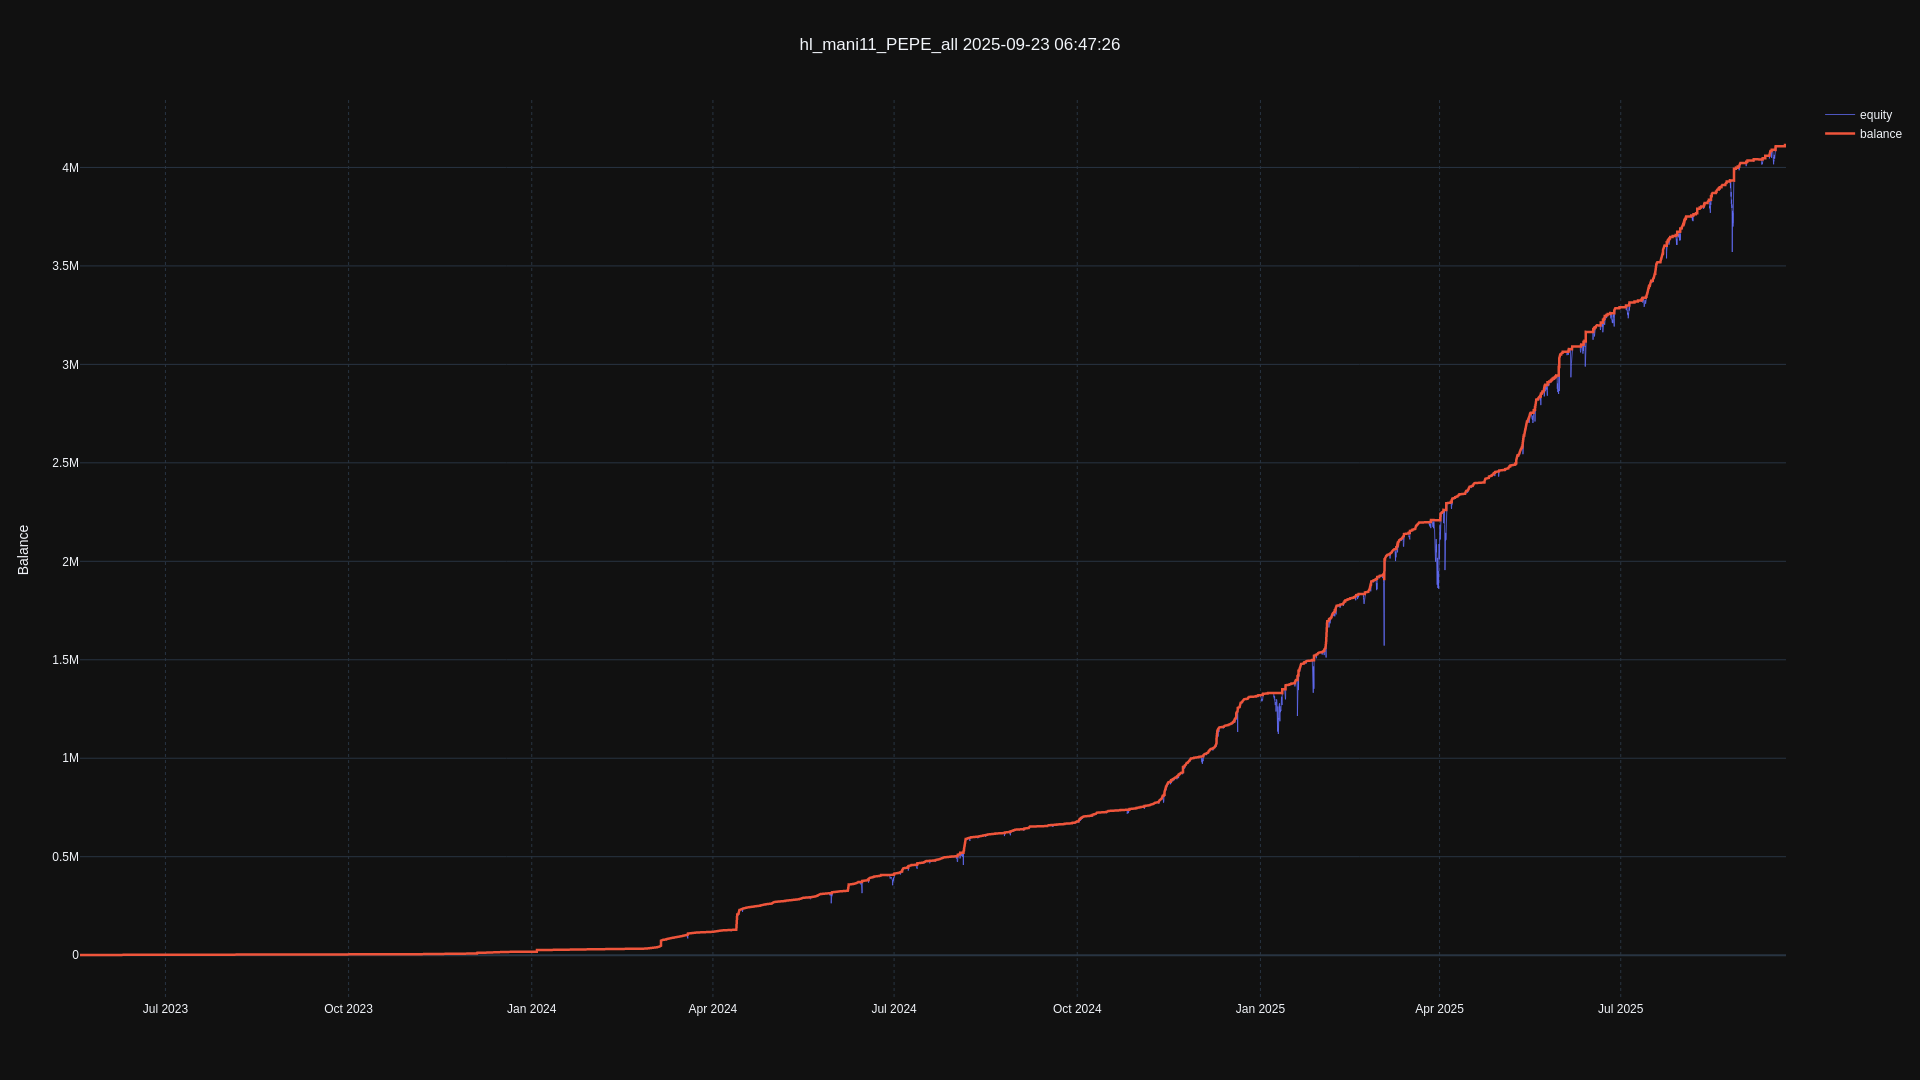 hl_mani11_PEPE_all 2025-09-23 06:47:26
equity
balance
Balance
4M
3.5M
3M
2.5M
2M
1.5M
1M
0.5M
0
Jul 2023
Oct 2023
Jan 2024
Apr 2024
Jul 2024
Oct 2024
Jan 2025
Apr 2025
Jul 2025